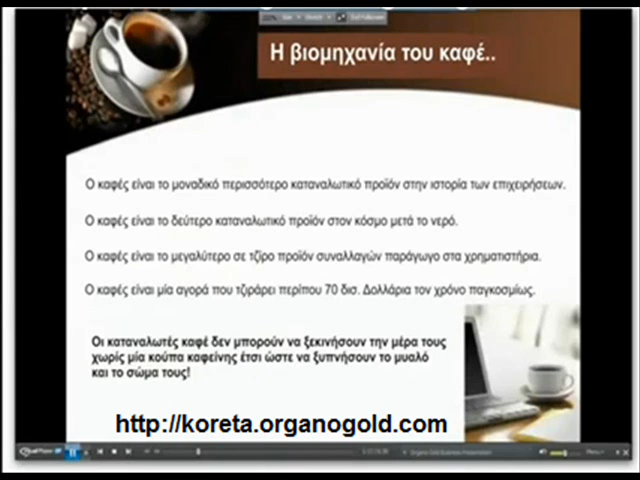 Η βιομηχανία του καφέ..
Ο καφές είναι το μοναδικό περισσότερο καταναλωτικό προϊόν στην ιστορία των επιχειρήσεων.
Ο καφές είναι το δεύτερο καταναλωτικό προϊόν στον κόσμο μετά το νερό.
Ο καφές είναι το μεγαλύτερο σε τζίρο προϊόν συναλλαγών παράγωγο στα χρηματιστήρια.
Ο καφές είναι μία αγορά που τζιράρει περίπου 70 δισ. Δολλάρια τον χρόνο παγκοσμίως.
Οι καταναλωτές καφέ δεν μπορούν να ξεκινήσουν την μέρα τους
χωρίς μία κούπα καφείνης έτσι ώστε να ξυπνήσουν το μυαλό
και το σώμα τους!
http://koreta.organogold.com